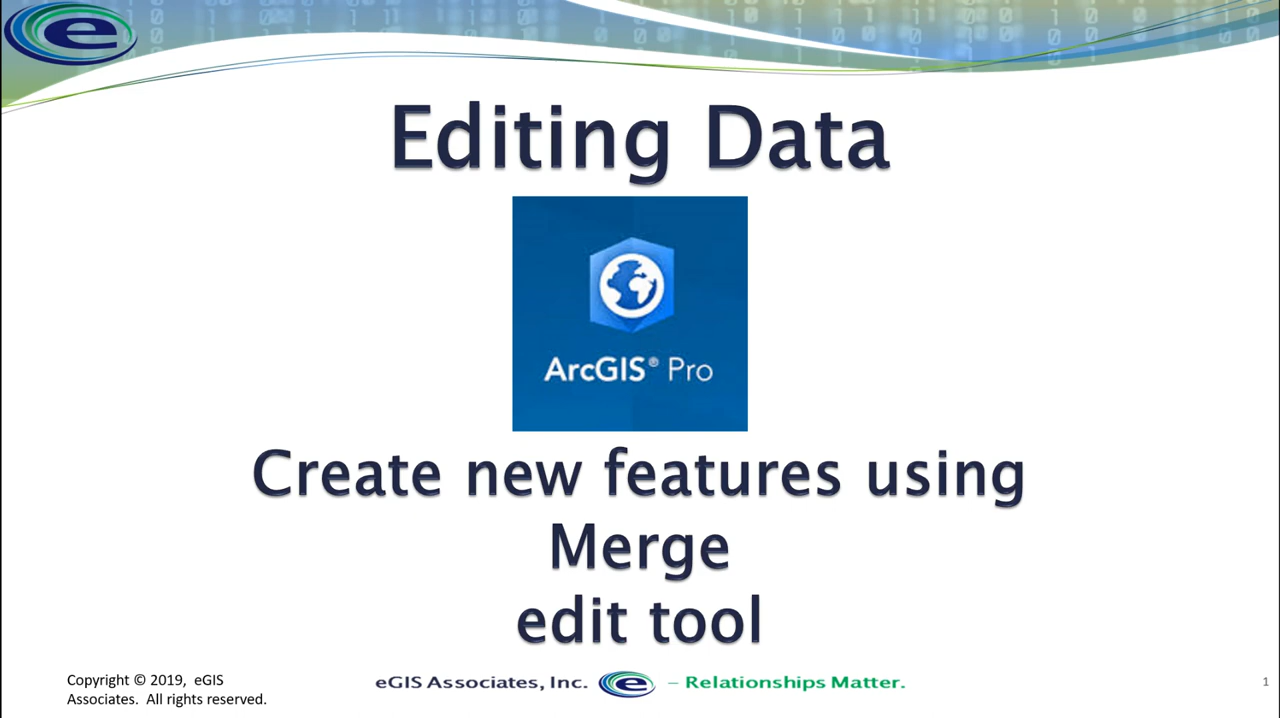 Editing Data
ArcGIS® Pro
Create new features using
Merge
edit tool
Copyright © 2019, eGIS
Associates. All rights reserved.
eGIS Associates, Inc. e – Relationships Matter.
1